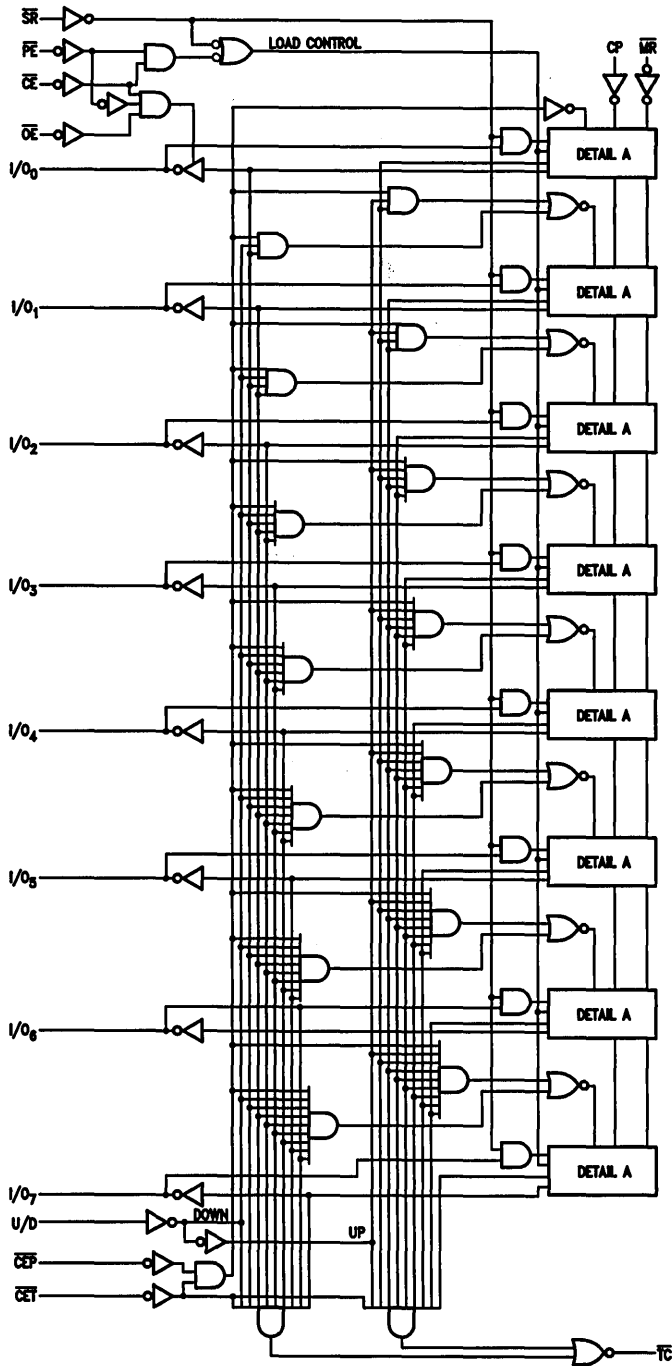 SR
PE
CE
OE
LOAD CONTROL
CP
MR
I/O0
DETAIL A
I/O1
DETAIL A
I/O2
DETAIL A
I/O3
DETAIL A
I/O4
DETAIL A
I/O5
DETAIL A
I/O6
DETAIL A
I/O7
DETAIL A
U/D
DOWN
UP
CEP
CET
TC